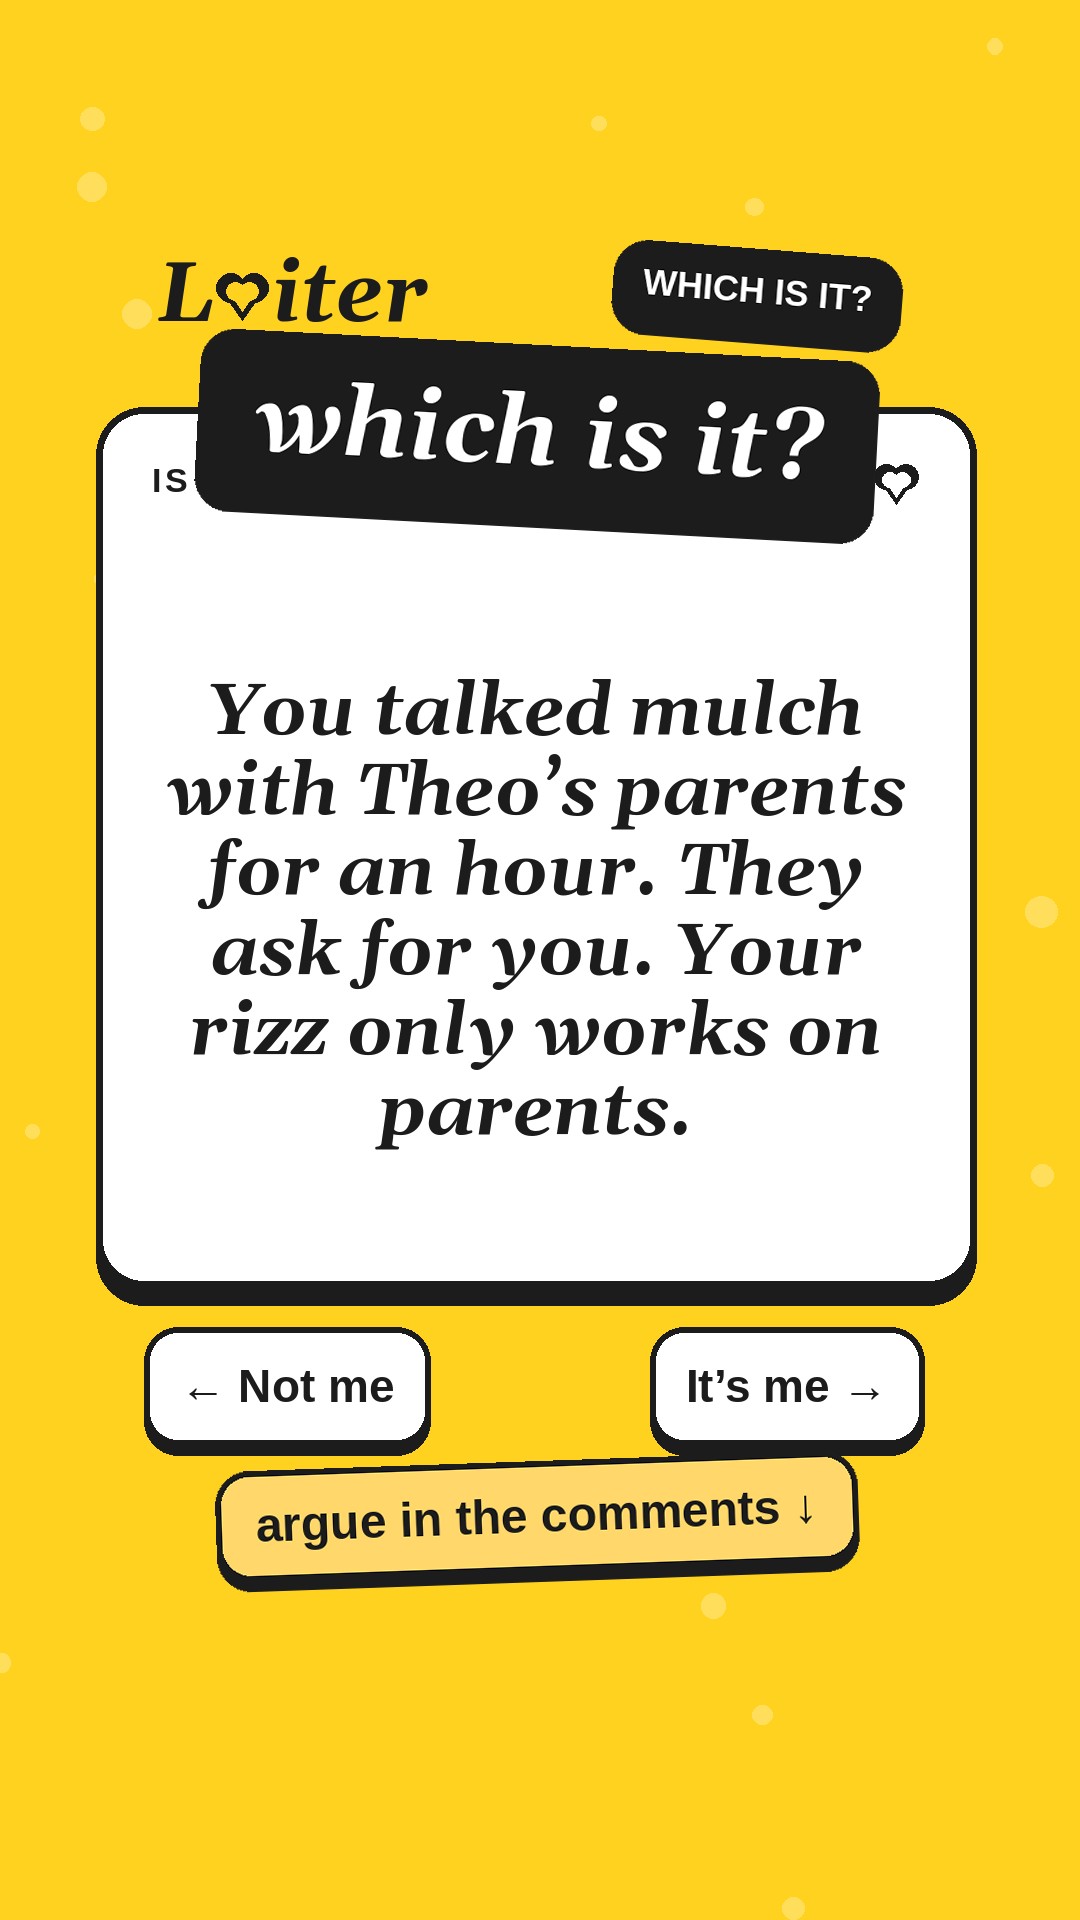 L♡iter
WHICH IS IT?
which is it?
IS
You talked mulch
with Theo’s parents
for an hour. They
ask for you. Your
rizz only works on
parents.
← Not me
It’s me →
argue in the comments ↓